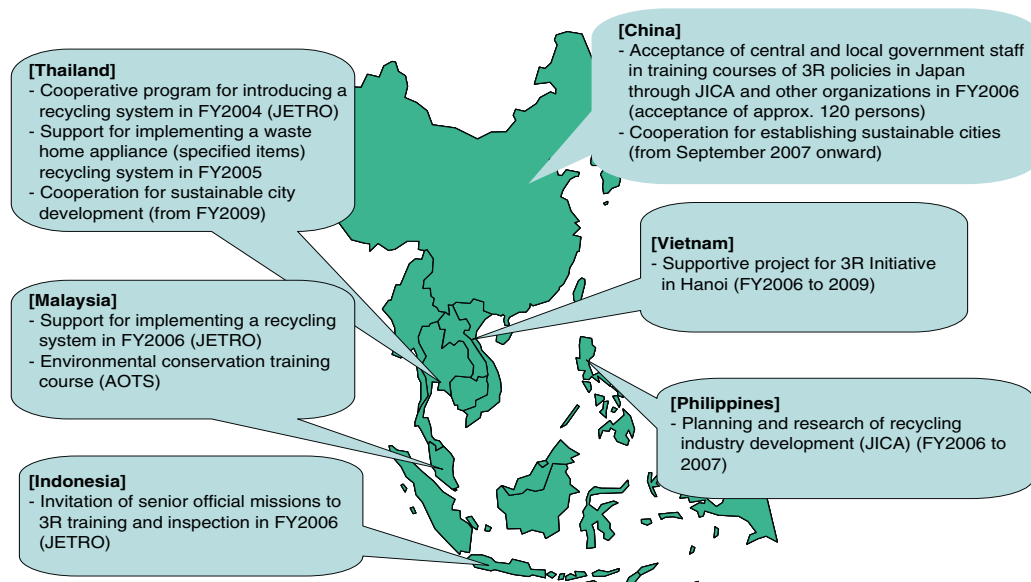 [Thailand]
- Cooperative program for introducing a
recycling system in FY2004 (JETRO)
- Support for implementing a waste
home appliance (specified items)
recycling system in FY2005
- Cooperation for sustainable city
development (from FY2009)
[China]
- Acceptance of central and local government staff
in training courses of 3R policies in Japan
through JICA and other organizations in FY2006
(acceptance of approx. 120 persons)
- Cooperation for establishing sustainable cities
(from September 2007 onward)
[Vietnam]
- Supportive project for 3R Initiative
in Hanoi (FY2006 to 2009)
[Malaysia]
- Support for implementing a recycling
system in FY2006 (JETRO)
- Environmental conservation training
course (AOTS)
[Philippines]
- Planning and research of recycling
industry development (JICA) (FY2006 to
2007)
[Indonesia]
- Invitation of senior official missions to
3R training and inspection in FY2006
(JETRO)